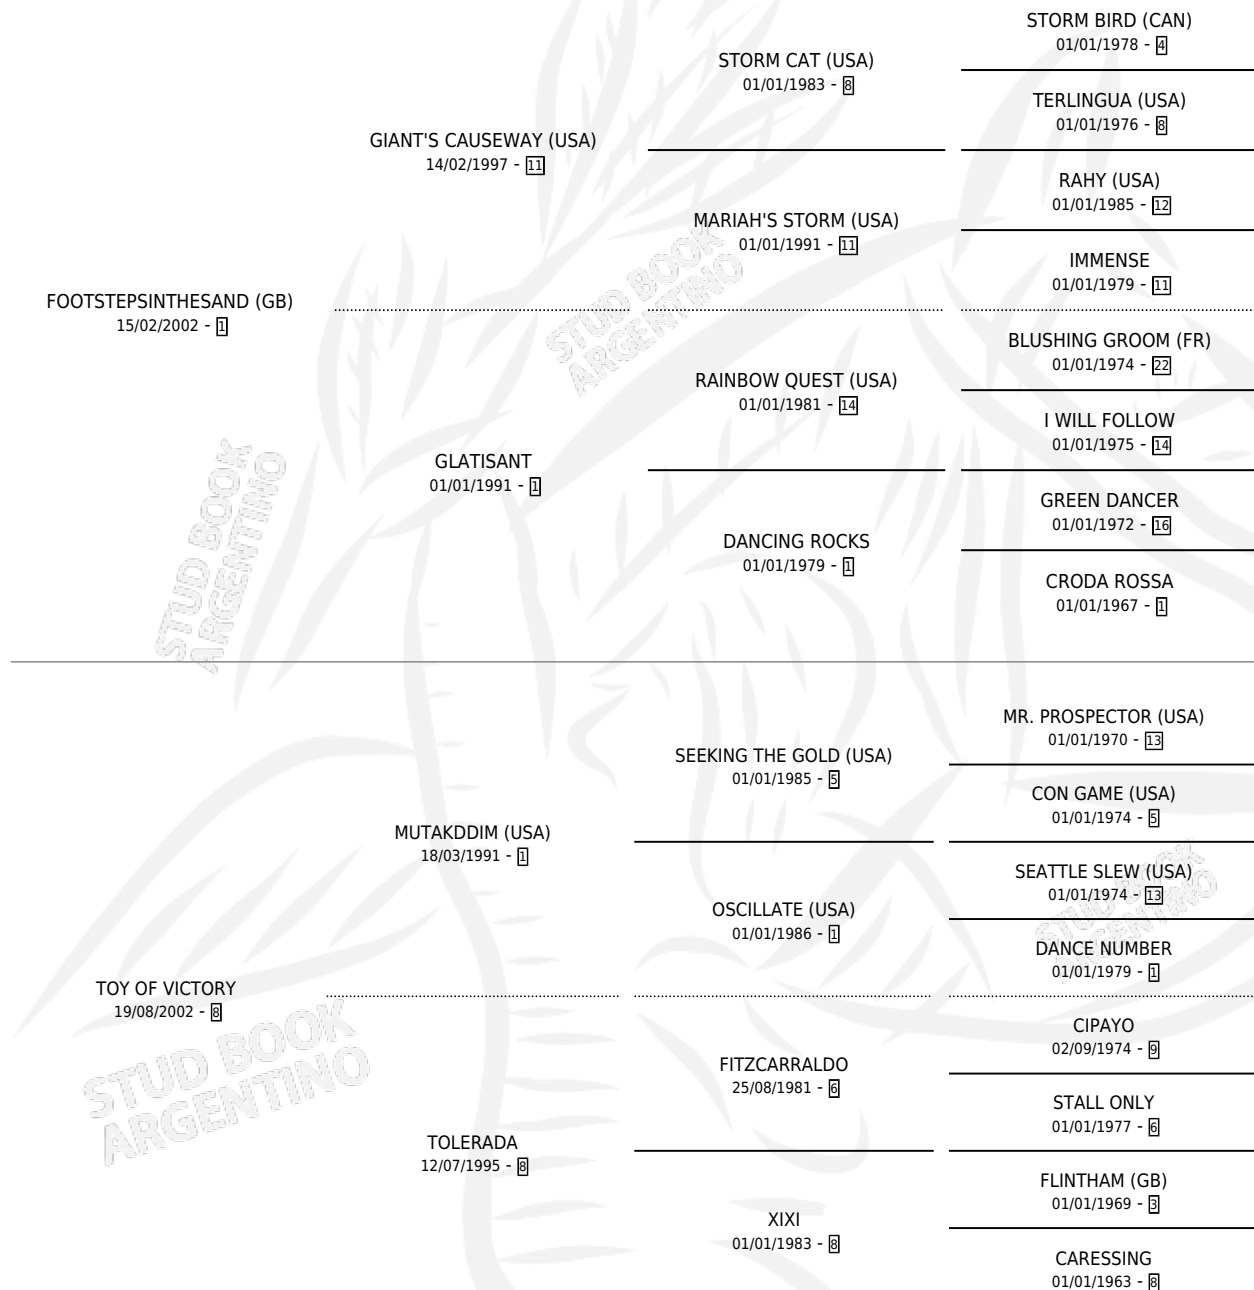 STORM BIRD (CAN)
01/01/1978 - 4
STORM CAT (USA)
01/01/1983 - 8
TERLINGUA (USA)
01/01/1976 - 8
GIANT'S CAUSEWAY (USA)
14/02/1997 - 11
RAHY (USA)
01/01/1985 - 12
MARIAH'S STORM (USA)
01/01/1991 - 11
IMMENSE
01/01/1979 - 11
FOOTSTEPSINTHESAND (GB)
15/02/2002 - 1
BLUSHING GROOM (FR)
01/01/1974 - 22
RAINBOW QUEST (USA)
01/01/1981 - 14
I WILL FOLLOW
01/01/1975 - 14
GLATISANT
01/01/1991 - 1
GREEN DANCER
01/01/1972 - 16
DANCING ROCKS
01/01/1979 - 1
CRODA ROSSA
01/01/1967 - 1
MR. PROSPECTOR (USA)
01/01/1970 - 13
SEEKING THE GOLD (USA)
01/01/1985 - 5
CON GAME (USA)
01/01/1974 - 5
MUTAKDDIM (USA)
18/03/1991 - 1
SEATTLE SLEW (USA)
01/01/1974 - 13
OSCILLATE (USA)
01/01/1986 - 1
DANCE NUMBER
01/01/1979 - 1
TOY OF VICTORY
19/08/2002 - 8
CIPAYO
02/09/1974 - 9
FITZCARRALDO
25/08/1981 - 6
STALL ONLY
01/01/1977 - 6
TOLERADA
12/07/1995 - 8
FLINTHAM (GB)
01/01/1969 - 3
XIXI
01/01/1983 - 8
CARESSING
01/01/1963 - 8
STUD BOOK
ARGENTINO
STUD BOOK
ARGENTINO
STUD BOOK
ARGENTINO
STUD BOOK
ARGENTINO